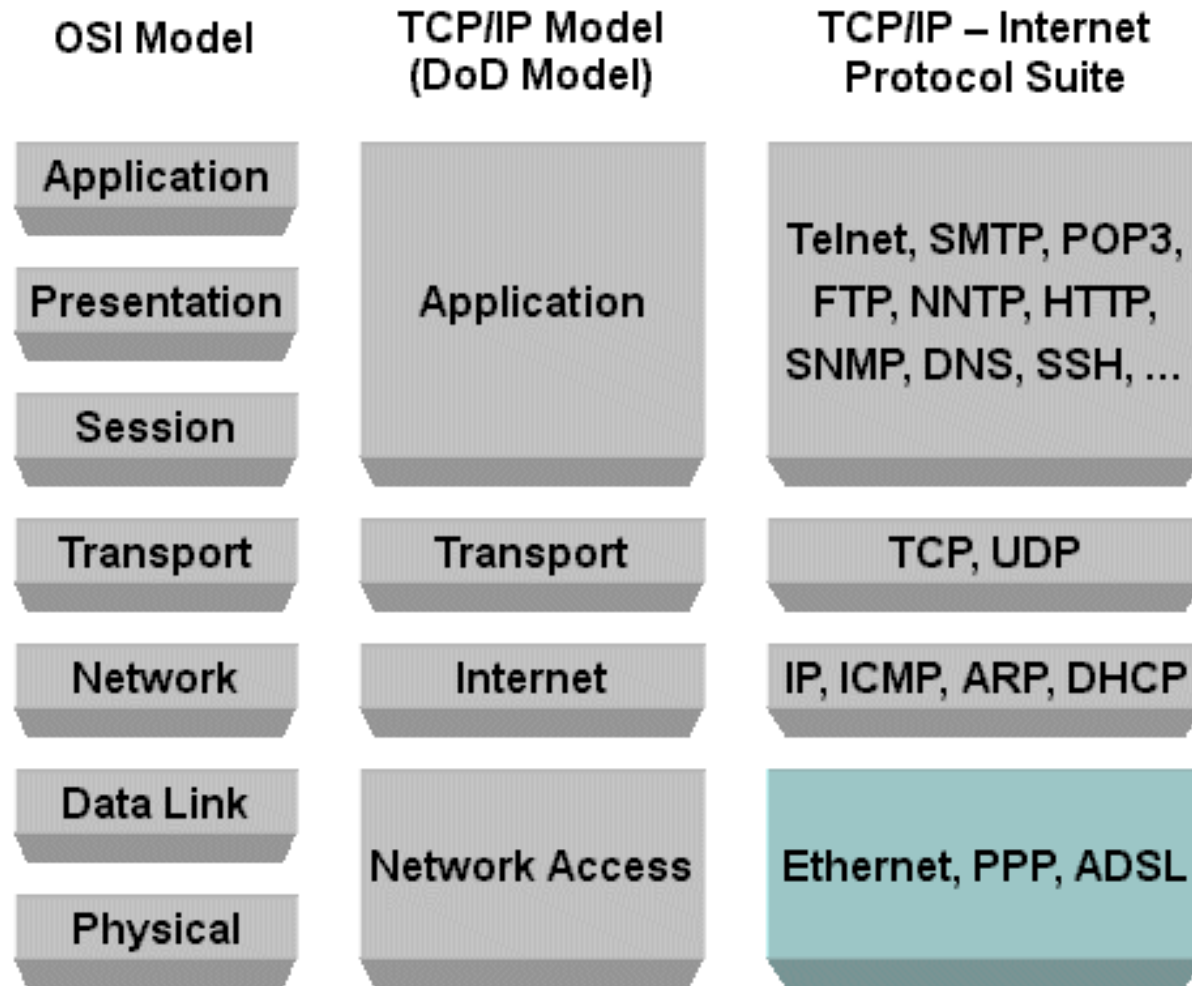 OSI Model
TCP/IP Model
(DoD Model)
TCP/IP – Internet
Protocol Suite
Application
Presentation
Session
Application
Telnet, SMTP, POP3,
FTP, NNTP, HTTP,
SNMP, DNS, SSH, ...
Transport
Transport
TCP, UDP
Network
Internet
IP, ICMP, ARP, DHCP
Data Link
Physical
Network Access
Ethernet, PPP, ADSL